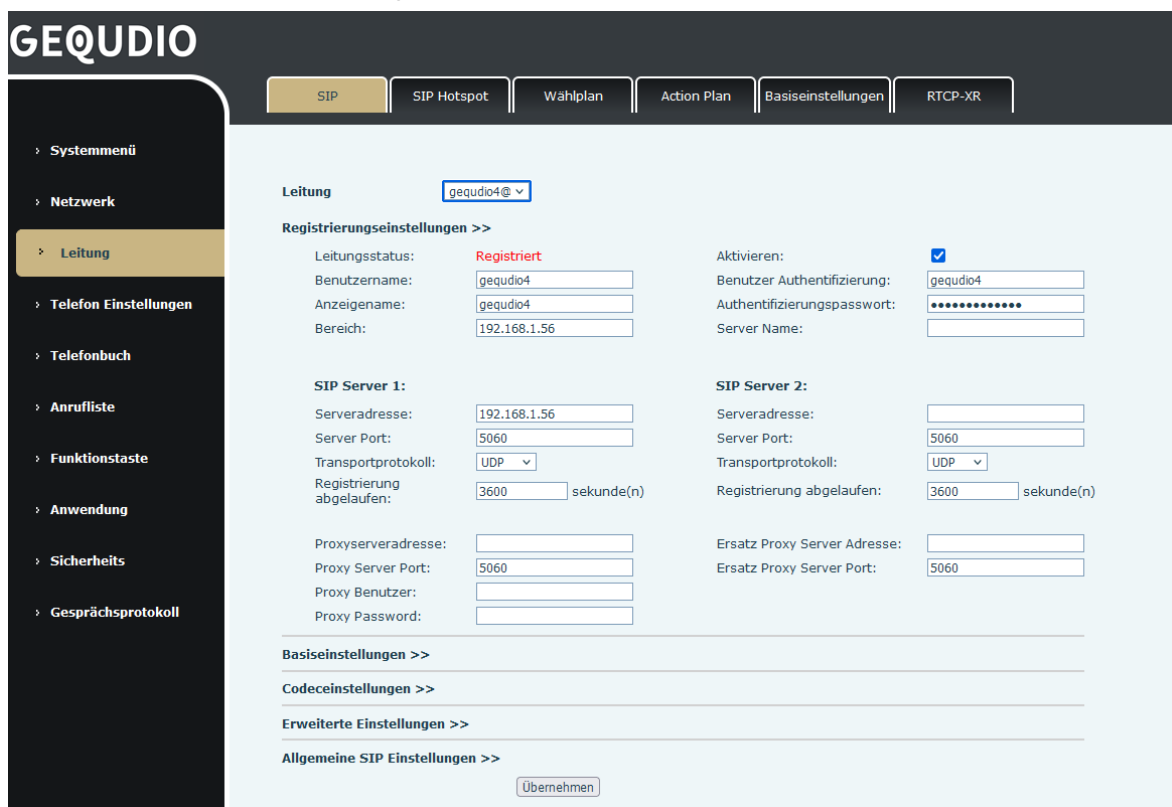 GEQUDIO
SIP
SIP Hotspot
Wählplan
Action Plan
Basiseinstellungen
RTCP-XR
› Systemmenü
› Netzwerk
› Leitung
› Telefon Einstellungen
› Telefonbuch
› Anrufliste
› Funktionstaste
› Anwendung
› Sicherheits
› Gesprächsprotokoll
Leitung gequdio4@
Registrierungseinstellungen >>
Leitungsstatus: Registriert Aktivieren:
Benutzername: gequdio4 Benutzer Authentifizierung: gequdio4
Anzeigename: gequdio4 Authentifizierungspasswort: •••••••••••••
Bereich: 192.168.1.56 Server Name:
SIP Server 1: SIP Server 2:
Serveradresse: 192.168.1.56 Serveradresse:
Server Port: 5060 Server Port: 5060
Transportprotokoll: UDP Transportprotokoll: UDP
Registrierung
abgelaufen: 3600 sekunde(n) Registrierung abgelaufen: 3600 sekunde(n)
Proxyserveradresse: Ersatz Proxy Server Adresse:
Proxy Server Port: 5060 Ersatz Proxy Server Port: 5060
Proxy Benutzer:
Proxy Password:
Basiseinstellungen >>
Codeceinstellungen >>
Erweiterte Einstellungen >>
Allgemeine SIP Einstellungen >>
Übernehmen